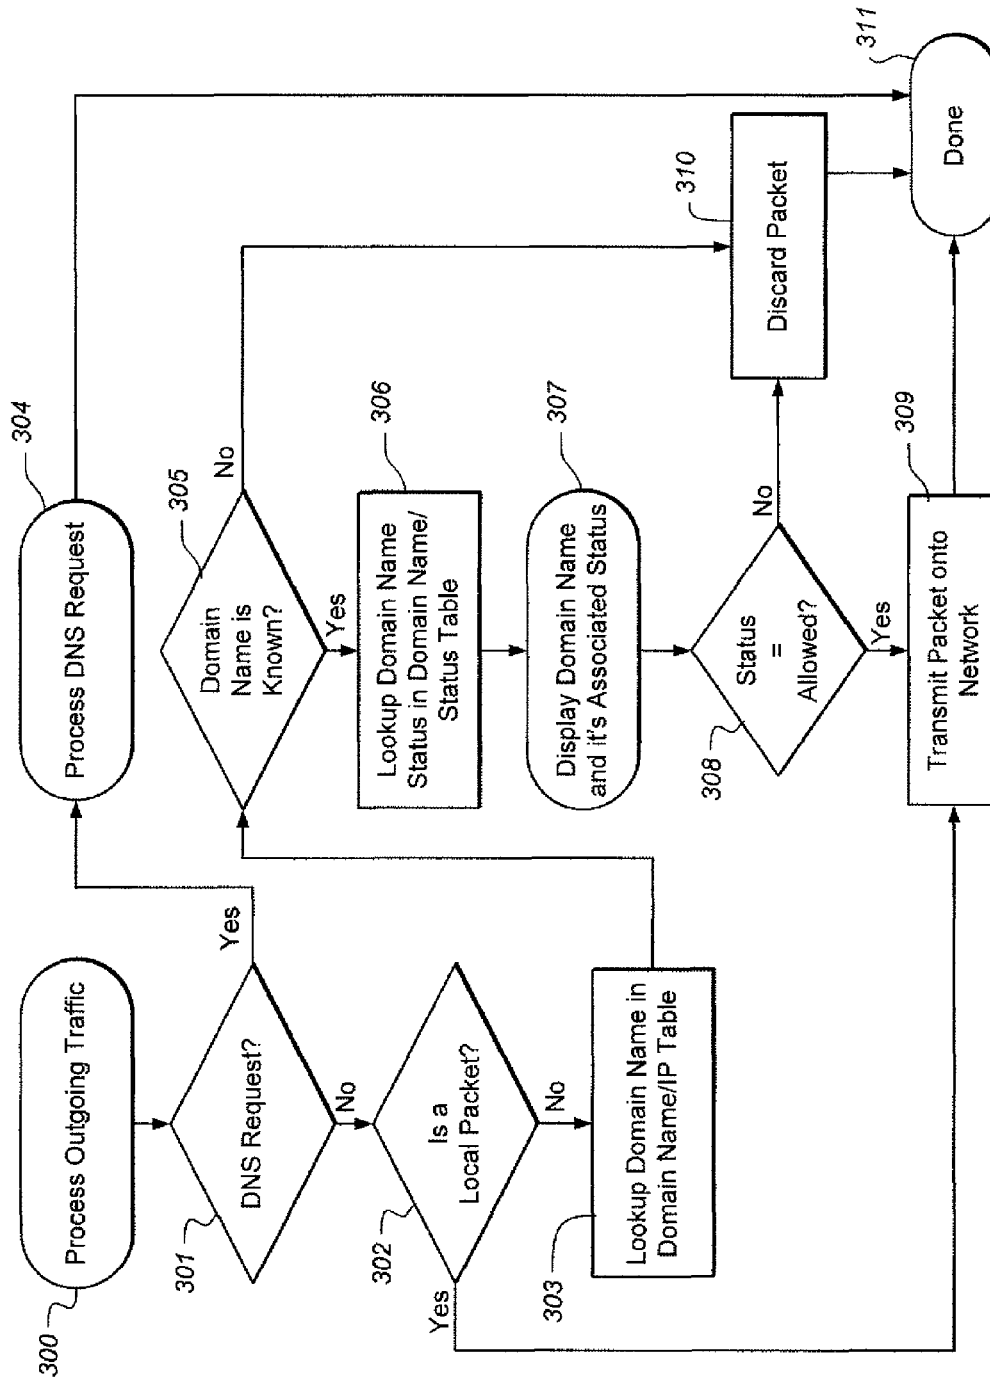 300
Process Outgoing Traffic
301
DNS Request?
Yes
No
302
Is a
Local Packet?
Yes
No
303
Lookup Domain Name in
Domain Name/IP Table
304
Process DNS Request
305
Domain
Name is
Known?
No
Yes
306
Lookup Domain Name
Status in Domain Name/
Status Table
307
Display Domain Name
and it's Associated Status
308
Status
=
Allowed?
No
Yes
309
Transmit Packet onto
Network
310
Discard Packet
311
Done